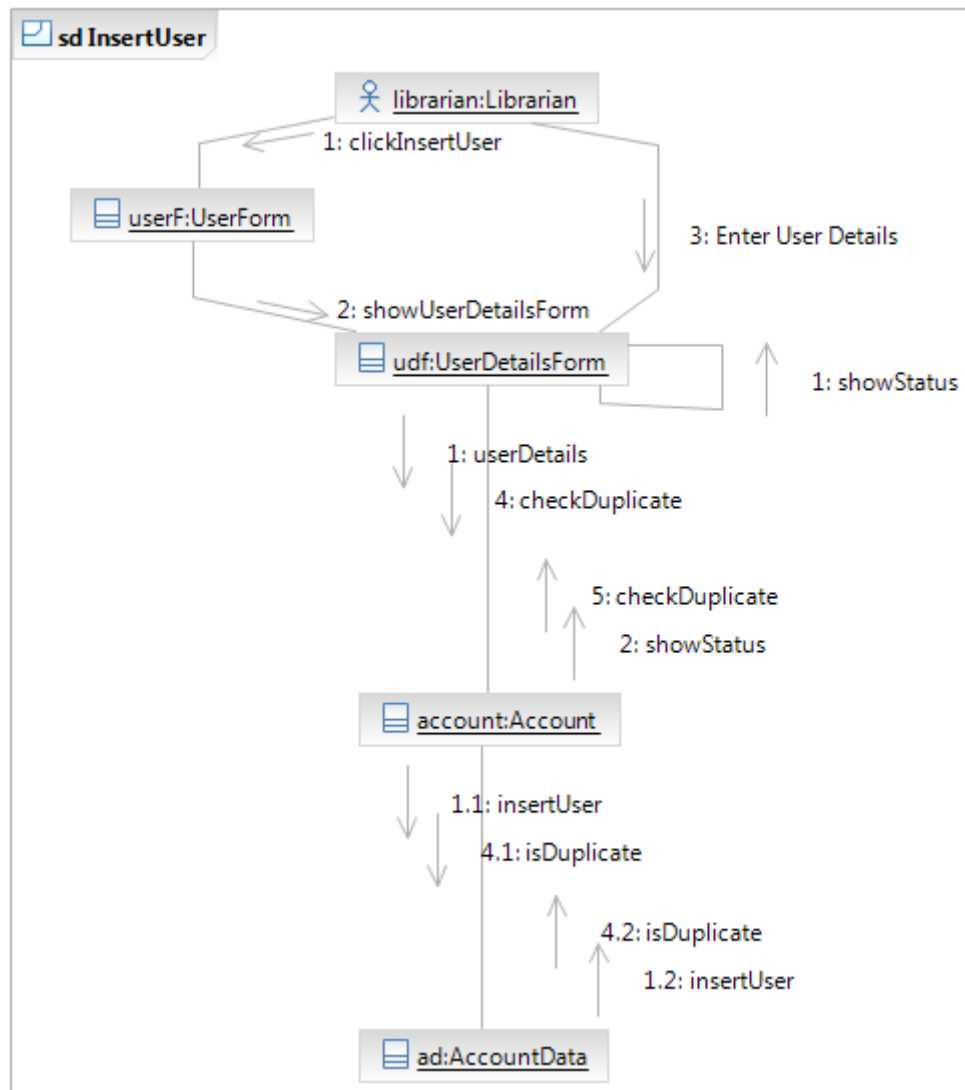 sd InsertUser
librarian:Librarian
1: clickInsertUser
userF:UserForm
3: Enter User Details
2: showUserDetailsForm
udf:UserDetailsForm
1: showStatus
1: userDetails
4: checkDuplicate
5: checkDuplicate
2: showStatus
account:Account
1.1: insertUser
4.1: isDuplicate
4.2: isDuplicate
1.2: insertUser
ad:AccountData